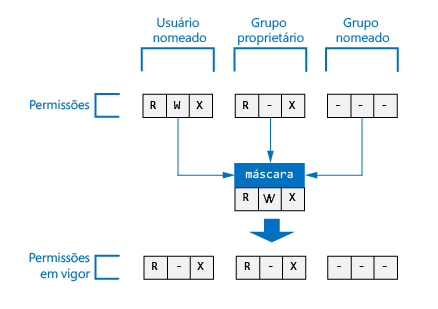 Usuário nomeado
Grupo proprietário
Grupo nomeado
Permissões
R W X
R - X
- - -
máscara
R W X
Permissões em vigor
R - X
R - X
- - -